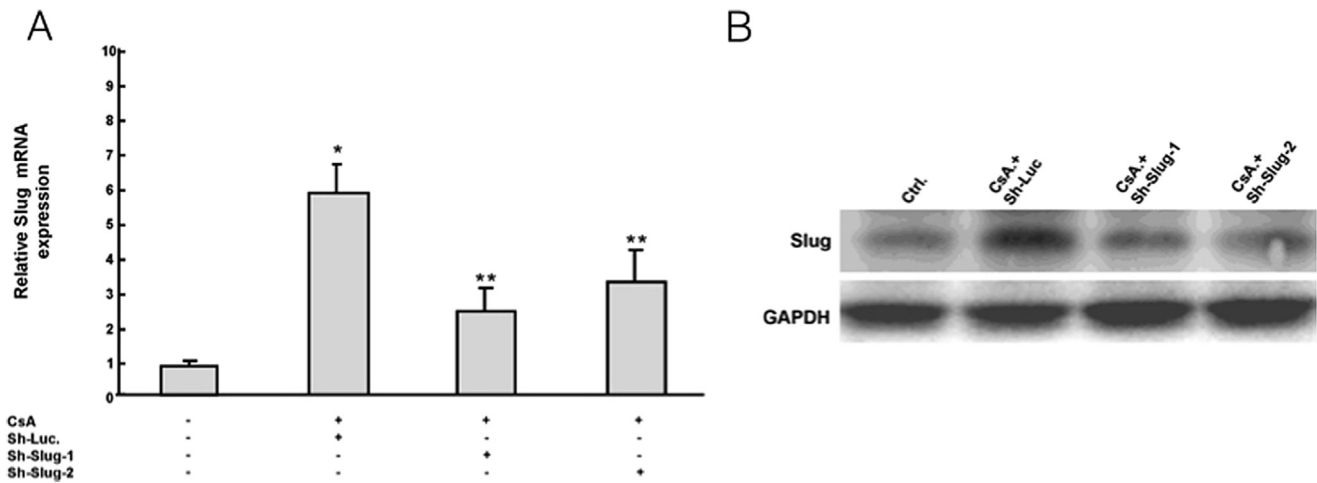 A
10
9
8
7
6
5
4
3
2
1
0
Relative Slug mRNA
expression
*
**
**
CsA - + + +
Sh-Luc. - + - -
Sh-Slug-1 - - + -
Sh-Slug-2 - - - +
B
Ctrl.
CsA.+
Sh-Luc
CsA.+
Sh-Slug-1
CsA.+
Sh-Slug-2
Slug
GAPDH